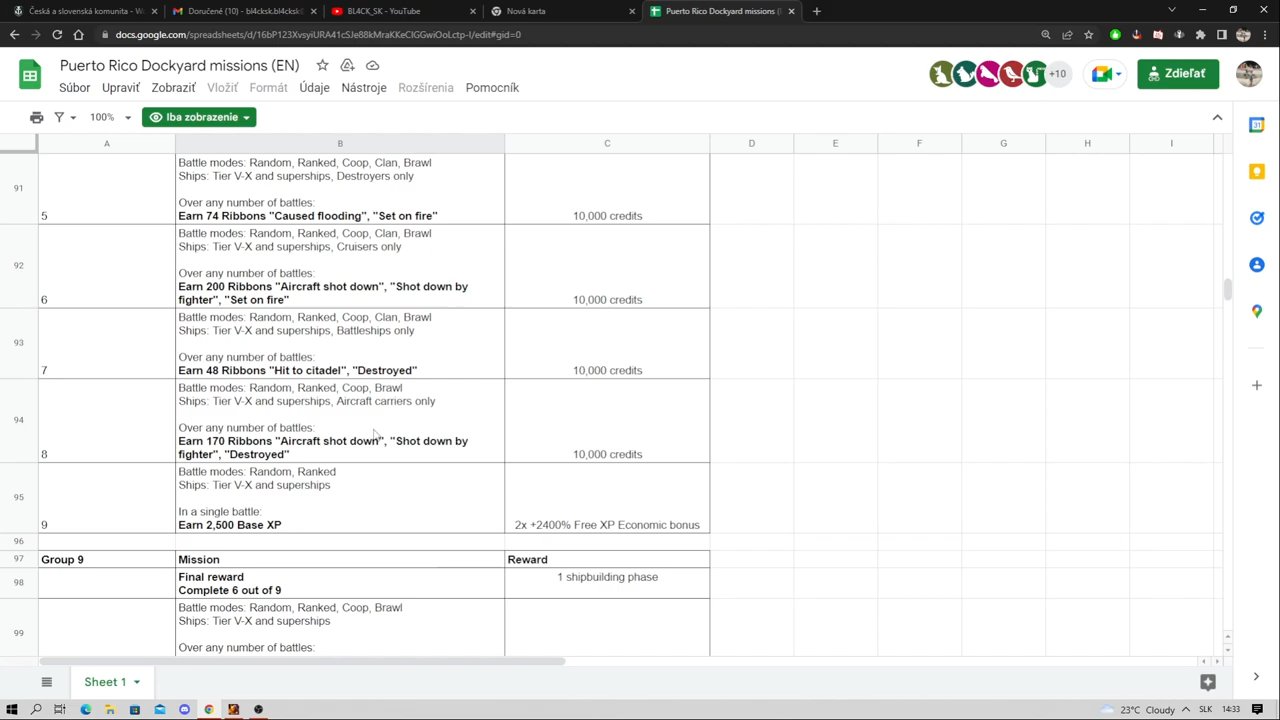 Česká a slovenská komunita - Wo
Doručené (10) - bl4cksk.bl4cksk@
BL4CK_SK - YouTube
Nová karta
Puerto Rico Dockyard missions (E
docs.google.com/spreadsheets/d/16bP123XvsyiURA41cSJe88kMraKKeCIGGwiOoLctp-I/edit#gid=0
Puerto Rico Dockyard missions (EN)
+10
Zdieľať
Súbor Upraviť Zobraziť Vložiť Formát Údaje Nástroje Rozšírenia Pomocník
100%
Iba zobrazenie
A B C D E F G H I
91
Battle modes: Random, Ranked, Coop, Clan, Brawl
Ships: Tier V-X and superships, Destroyers only
Over any number of battles:
5
Earn 74 Ribbons "Caused flooding", "Set on fire"
10,000 credits
92
Battle modes: Random, Ranked, Coop, Clan, Brawl
Ships: Tier V-X and superships, Cruisers only
Over any number of battles:
Earn 200 Ribbons "Aircraft shot down", "Shot down by
6
fighter", "Set on fire"
10,000 credits
93
Battle modes: Random, Ranked, Coop, Clan, Brawl
Ships: Tier V-X and superships, Battleships only
Over any number of battles:
7
Earn 48 Ribbons "Hit to citadel", "Destroyed"
10,000 credits
94
Battle modes: Random, Ranked, Coop, Brawl
Ships: Tier V-X and superships, Aircraft carriers only
Over any number of battles:
Earn 170 Ribbons "Aircraft shot down", "Shot down by
8
fighter", "Destroyed"
10,000 credits
95
Battle modes: Random, Ranked
Ships: Tier V-X and superships
In a single battle:
9
Earn 2,500 Base XP
2x +2400% Free XP Economic bonus
96
97
Group 9
Mission
Reward
98
Final reward
Complete 6 out of 9
1 shipbuilding phase
99
Battle modes: Random, Ranked, Coop, Brawl
Ships: Tier V-X and superships
Over any number of battles:
Sheet 1
31
23°C Cloudy
SLK
14:33